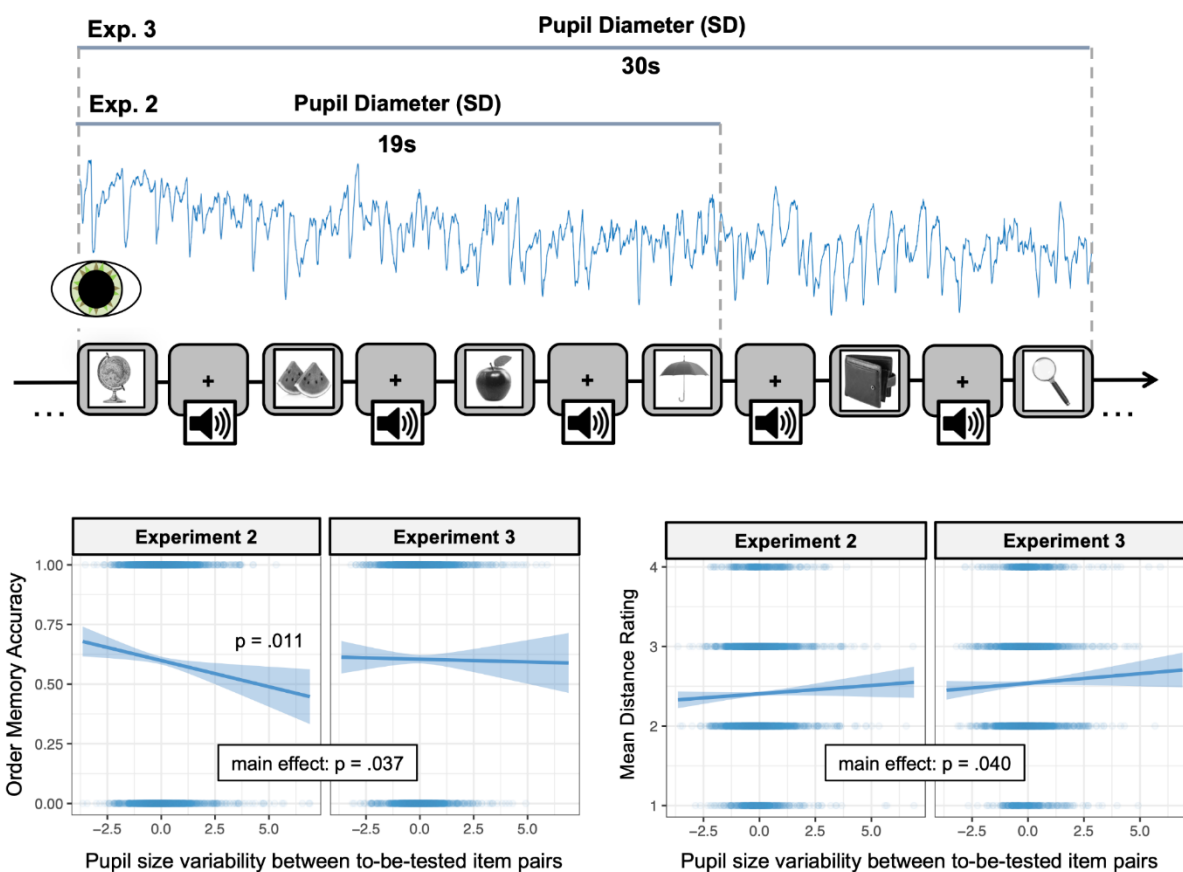 Exp. 3
Pupil Diameter (SD)
30s
Exp. 2
Pupil Diameter (SD)
19s
+
+
+
+
+
...
...
Experiment 2
Experiment 3
Order Memory Accuracy
1.00
0.75
0.50
0.25
0.00
p = .011
main effect: p = .037
-2.5
0.0
2.5
5.0
-2.5
0.0
2.5
5.0
Pupil size variability between to-be-tested item pairs
Experiment 2
Experiment 3
Mean Distance Rating
4
3
2
1
main effect: p = .040
-2.5
0.0
2.5
5.0
-2.5
0.0
2.5
5.0
Pupil size variability between to-be-tested item pairs